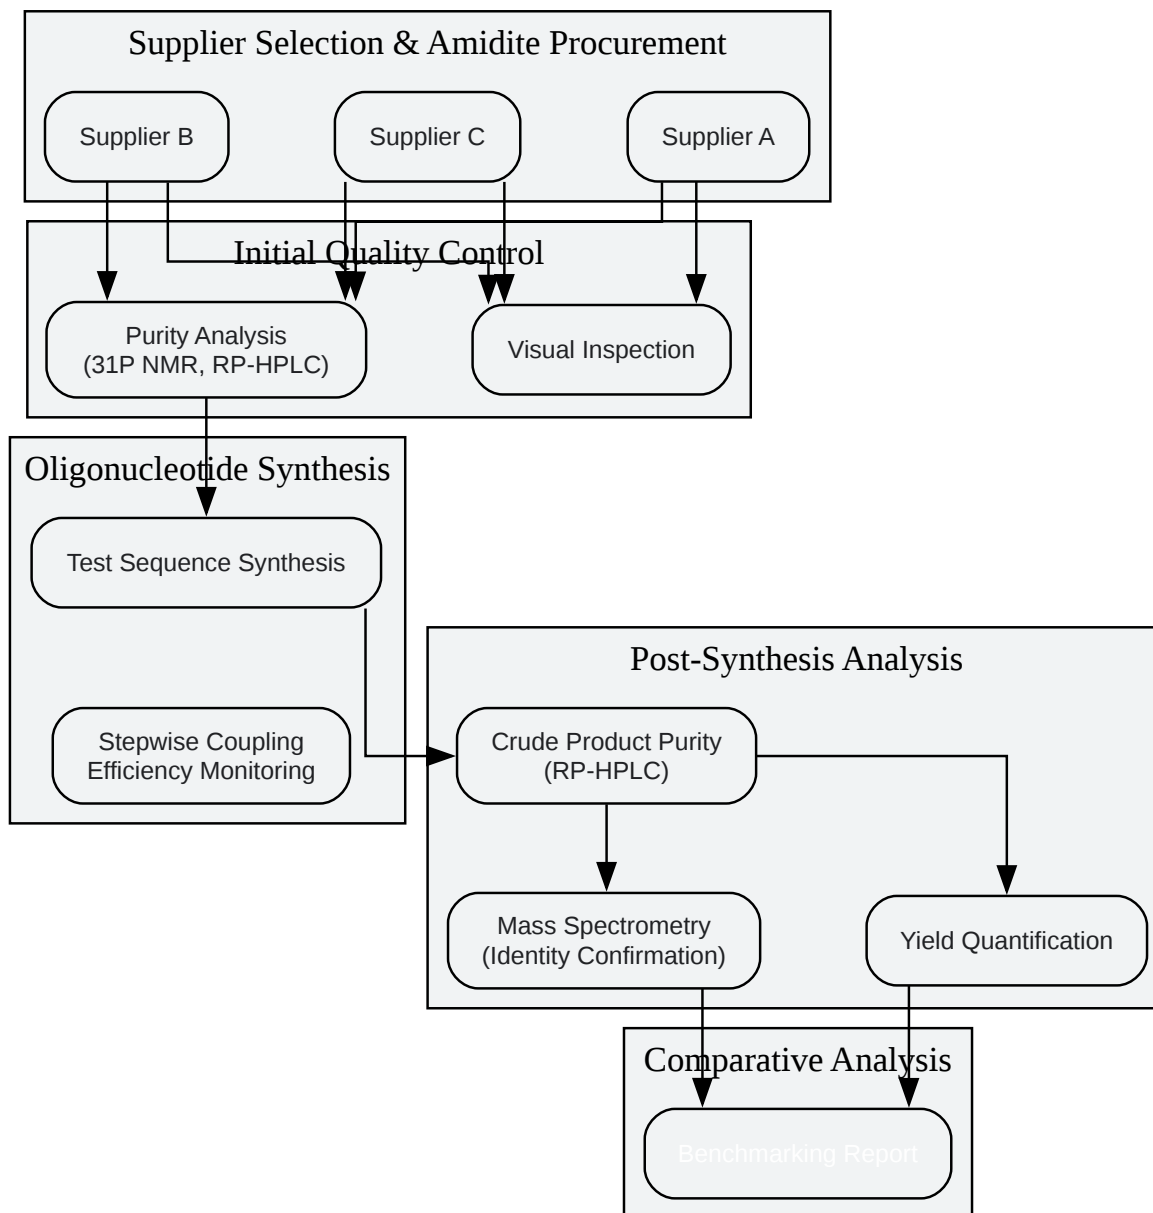 Supplier Selection & Amidite Procurement
Supplier B
Supplier C
Supplier A
Initial Quality Control
Purity Analysis
(31P NMR, RP-HPLC)
Visual Inspection
Oligonucleotide Synthesis
Test Sequence Synthesis
Stepwise Coupling
Efficiency Monitoring
Post-Synthesis Analysis
Crude Product Purity
(RP-HPLC)
Mass Spectrometry
(Identity Confirmation)
Yield Quantification
Comparative Analysis
Benchmarking Report